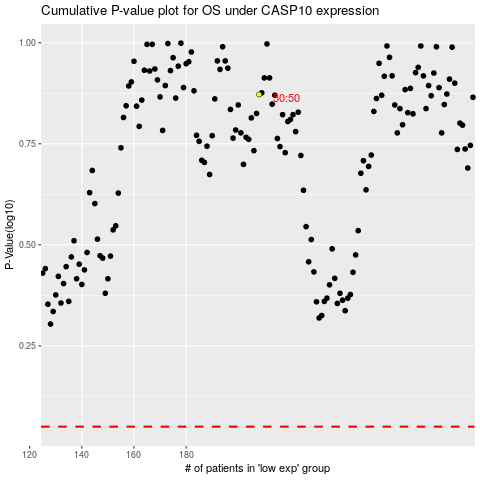 Cumulative P-value plot for OS under CASP10 expression
P-Value(log10)
1.00
0.75
0.50
0.25
50:50
120 140 160 180
# of patients in 'low exp' group